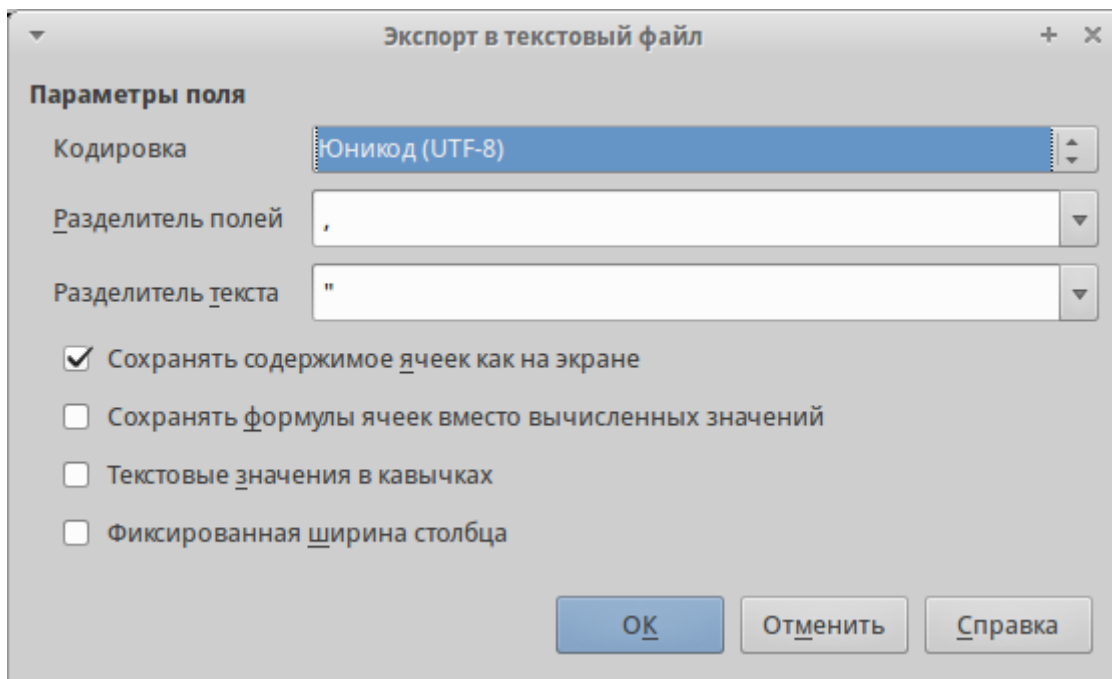 Экспорт в текстовый файл
Параметры поля
Кодировка Юникод (UTF-8)
Разделитель полей ,
Разделитель текста "
Сохранять содержимое ячеек как на экране
Сохранять формулы ячеек вместо вычисленных значений
Текстовые значения в кавычках
Фиксированная ширина столбца
ОК Отменить Справка